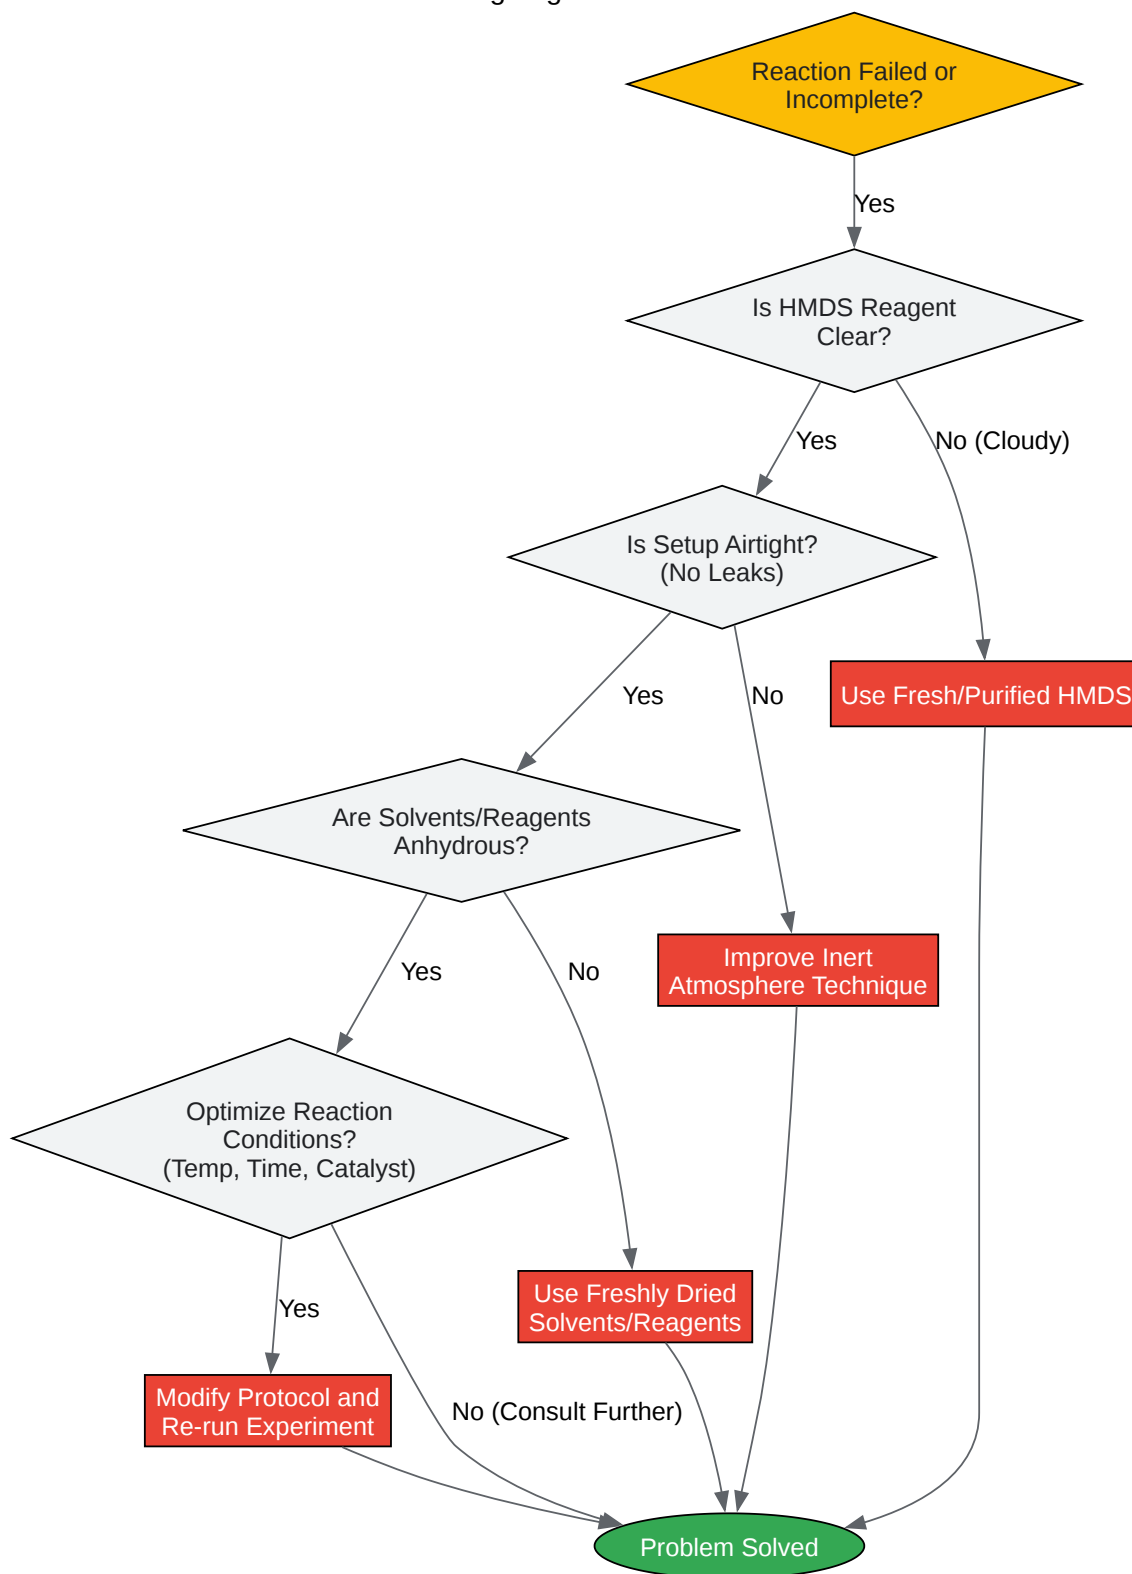 Reaction Failed or
Incomplete?
Yes
Is HMDS Reagent
Clear?
Yes
No (Cloudy)
Is Setup Airtight?
(No Leaks)
Yes
No
Use Fresh/Purified HMDS
Are Solvents/Reagents
Anhydrous?
Yes
No
Improve Inert
Atmosphere Technique
Optimize Reaction
Conditions?
(Temp, Time, Catalyst)
Yes
Use Freshly Dried
Solvents/Reagents
Modify Protocol and
Re-run Experiment
No (Consult Further)
Problem Solved